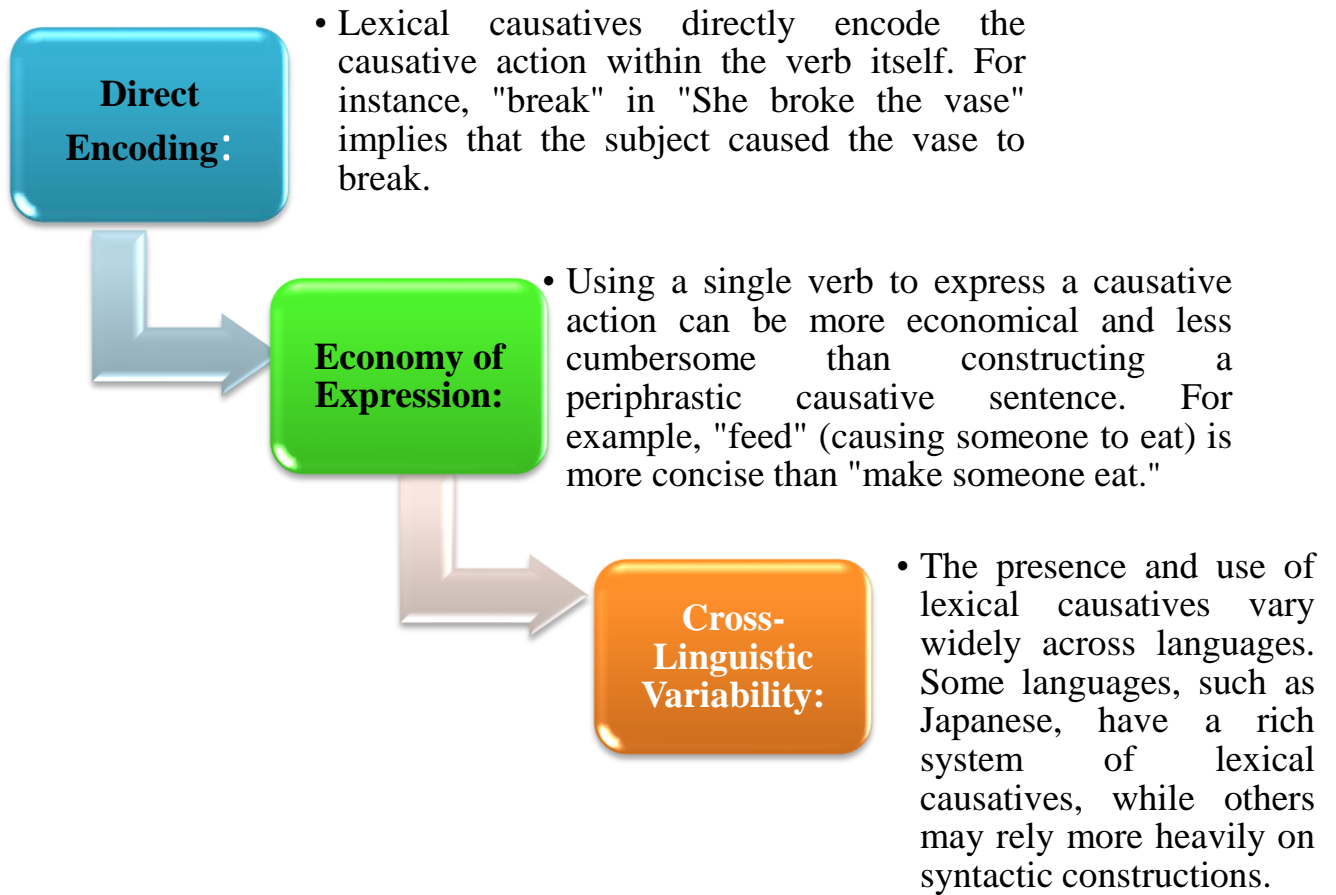 Direct
Encoding:
• Lexical causatives directly encode the
causative action within the verb itself. For
instance, "break" in "She broke the vase"
implies that the subject caused the vase to
break.
Economy of
Expression:
• Using a single verb to express a causative
action can be more economical and less
cumbersome than constructing a
periphrastic causative sentence. For
example, "feed" (causing someone to eat) is
more concise than "make someone eat."
Cross-
Linguistic
Variability:
• The presence and use of
lexical causatives vary
widely across languages.
Some languages, such as
Japanese, have a rich
system of lexical
causatives, while others
may rely more heavily on
syntactic constructions.